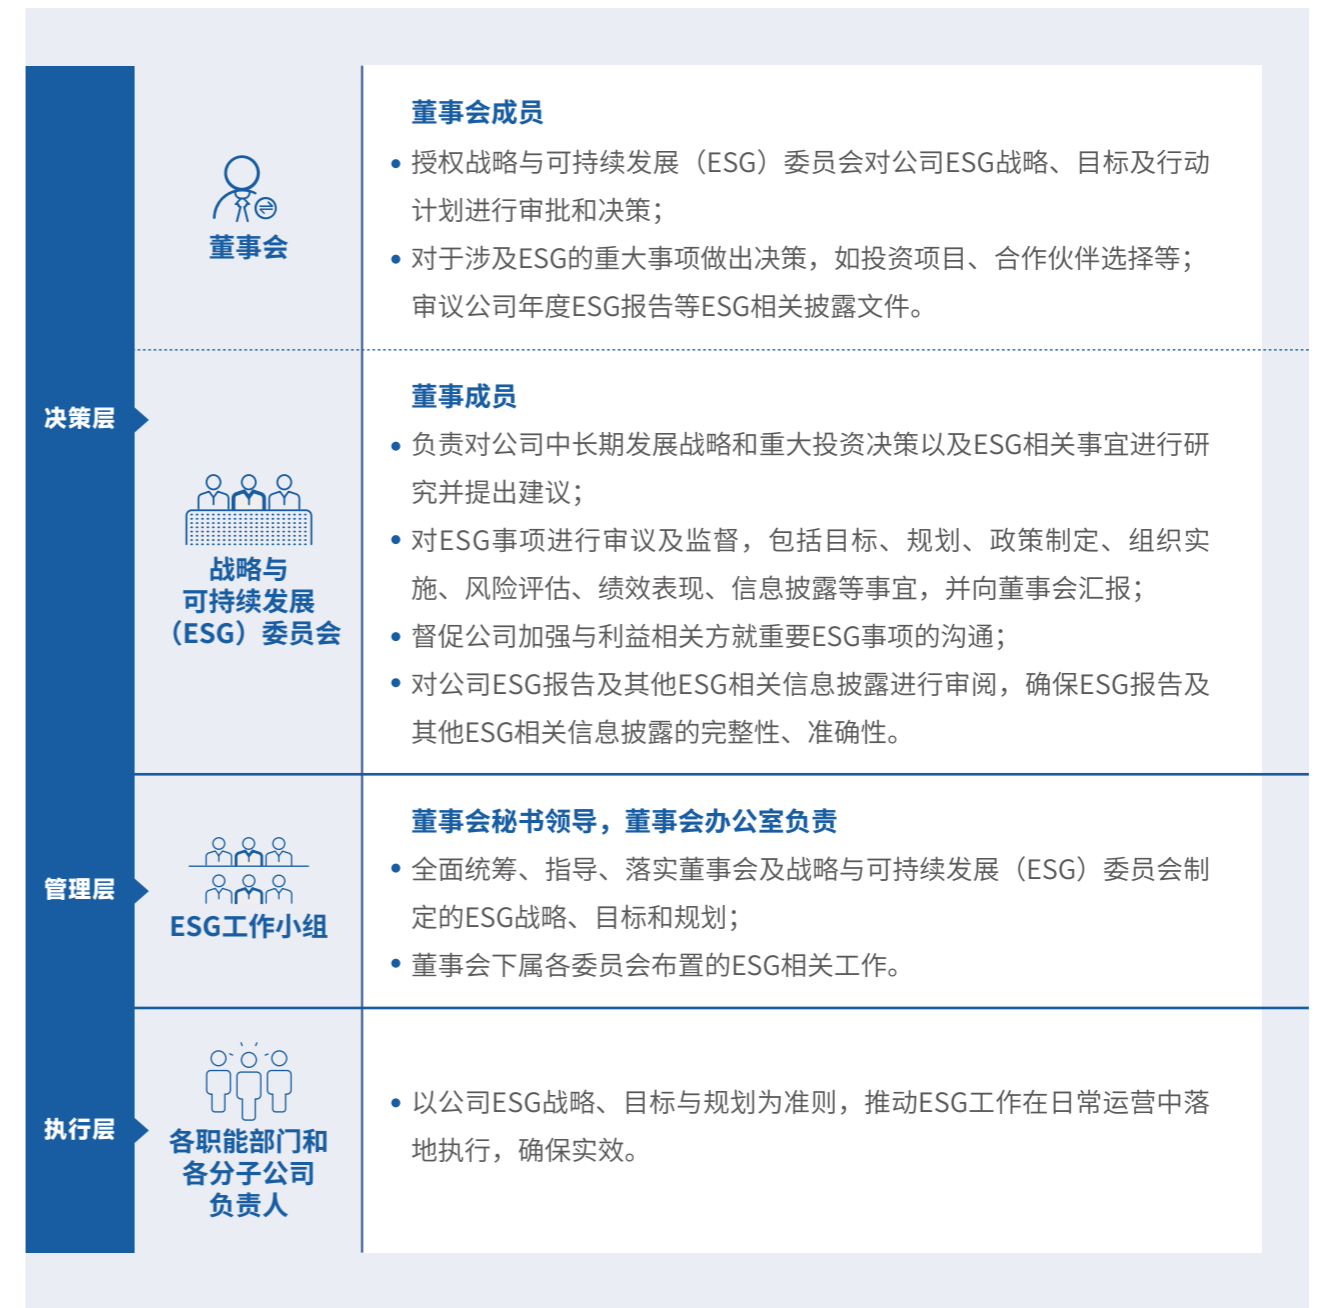 董事会成员
• 授权战略与可持续发展（ESG）委员会对公司ESG战略、目标及行动
计划进行审批和决策；
• 对于涉及ESG的重大事项做出决策，如投资项目、合作伙伴选择等；
审议公司年度ESG报告等ESG相关披露文件。
董事会
决策层
董事成员
• 负责对公司中长期发展战略和重大投资决策以及ESG相关事宜进行研
究并提出建议；
• 对ESG事项进行审议及监督，包括目标、规划、政策制定、组织实
施、风险评估、绩效表现、信息披露等事宜，并向董事会汇报；
• 督促公司加强与利益相关方就重要ESG事项的沟通；
• 对公司ESG报告及其他ESG相关信息披露进行审阅，确保ESG报告及
其他ESG相关信息披露的完整性、准确性。
战略与
可持续发展
（ESG）委员会
管理层
ESG工作小组
董事会秘书领导，董事会办公室负责
• 全面统筹、指导、落实董事会及战略与可持续发展（ESG）委员会制
定的ESG战略、目标和规划；
• 董事会下属各委员会布置的ESG相关工作。
执行层
各职能部门和
各分子公司
负责人
• 以公司ESG战略、目标与规划为准则，推动ESG工作在日常运营中落
地执行，确保实效。